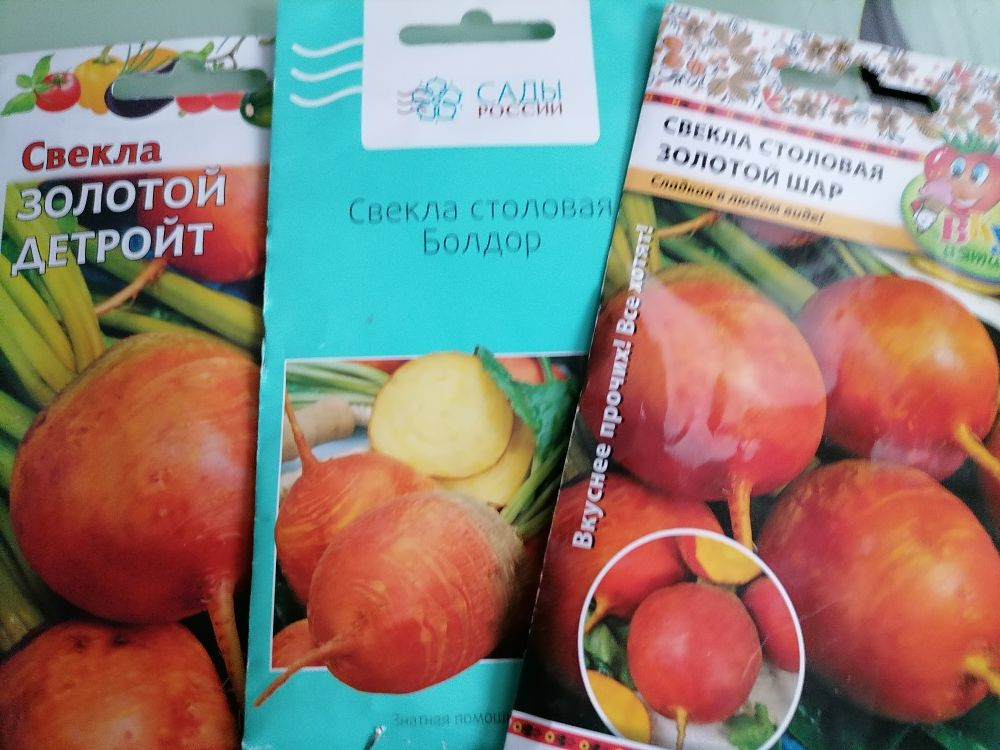 Свекла
ЗОЛОТОЙ
ДЕТРОЙТ
САДЫ
РОССИИ
Свекла столовая
Болдор
Знатная
СВЕКЛА СТОЛОВАЯ
ЗОЛОТОЙ ШАР
Сладкая в любом виде!
Вкуснее прочих! Все хотят!